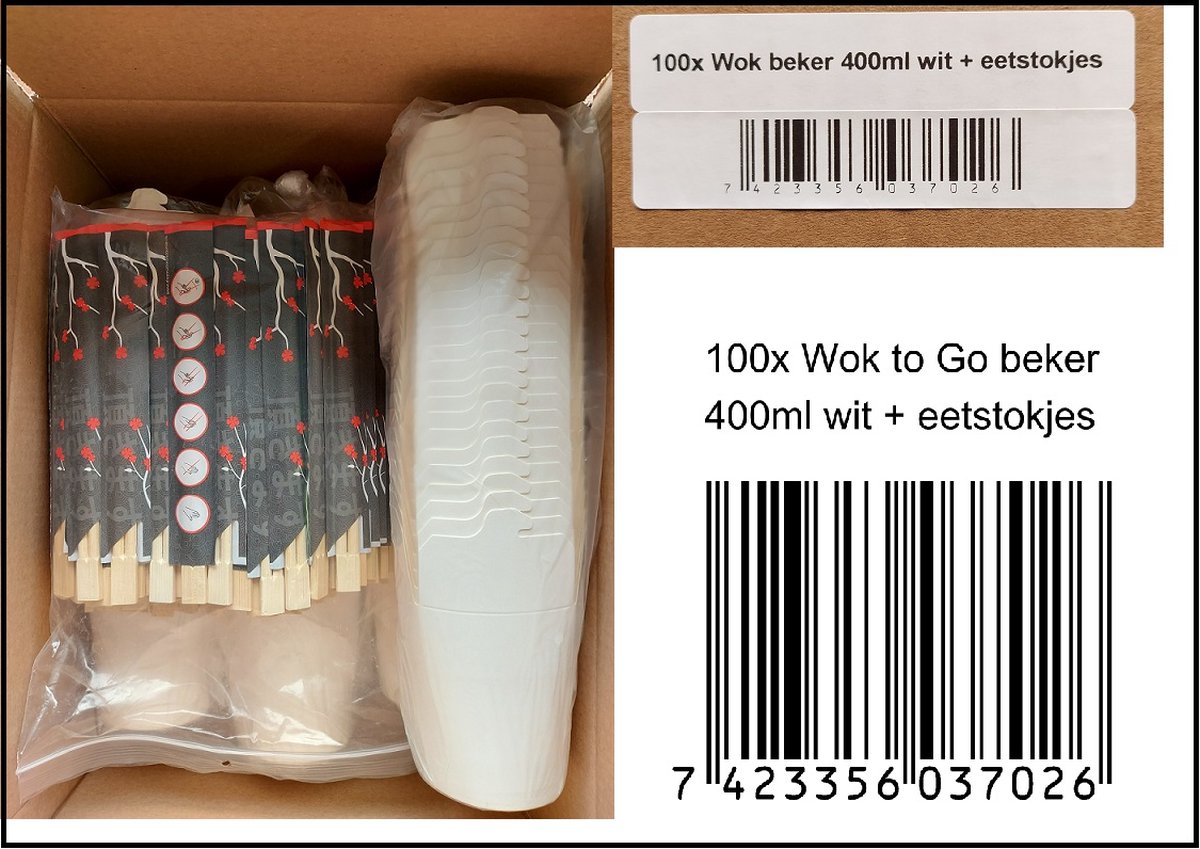 100x Wok beker 400ml wit + eetstokjes
7 423356 037026
100x Wok to Go beker
400ml wit + eetstokjes
7 423356 037026